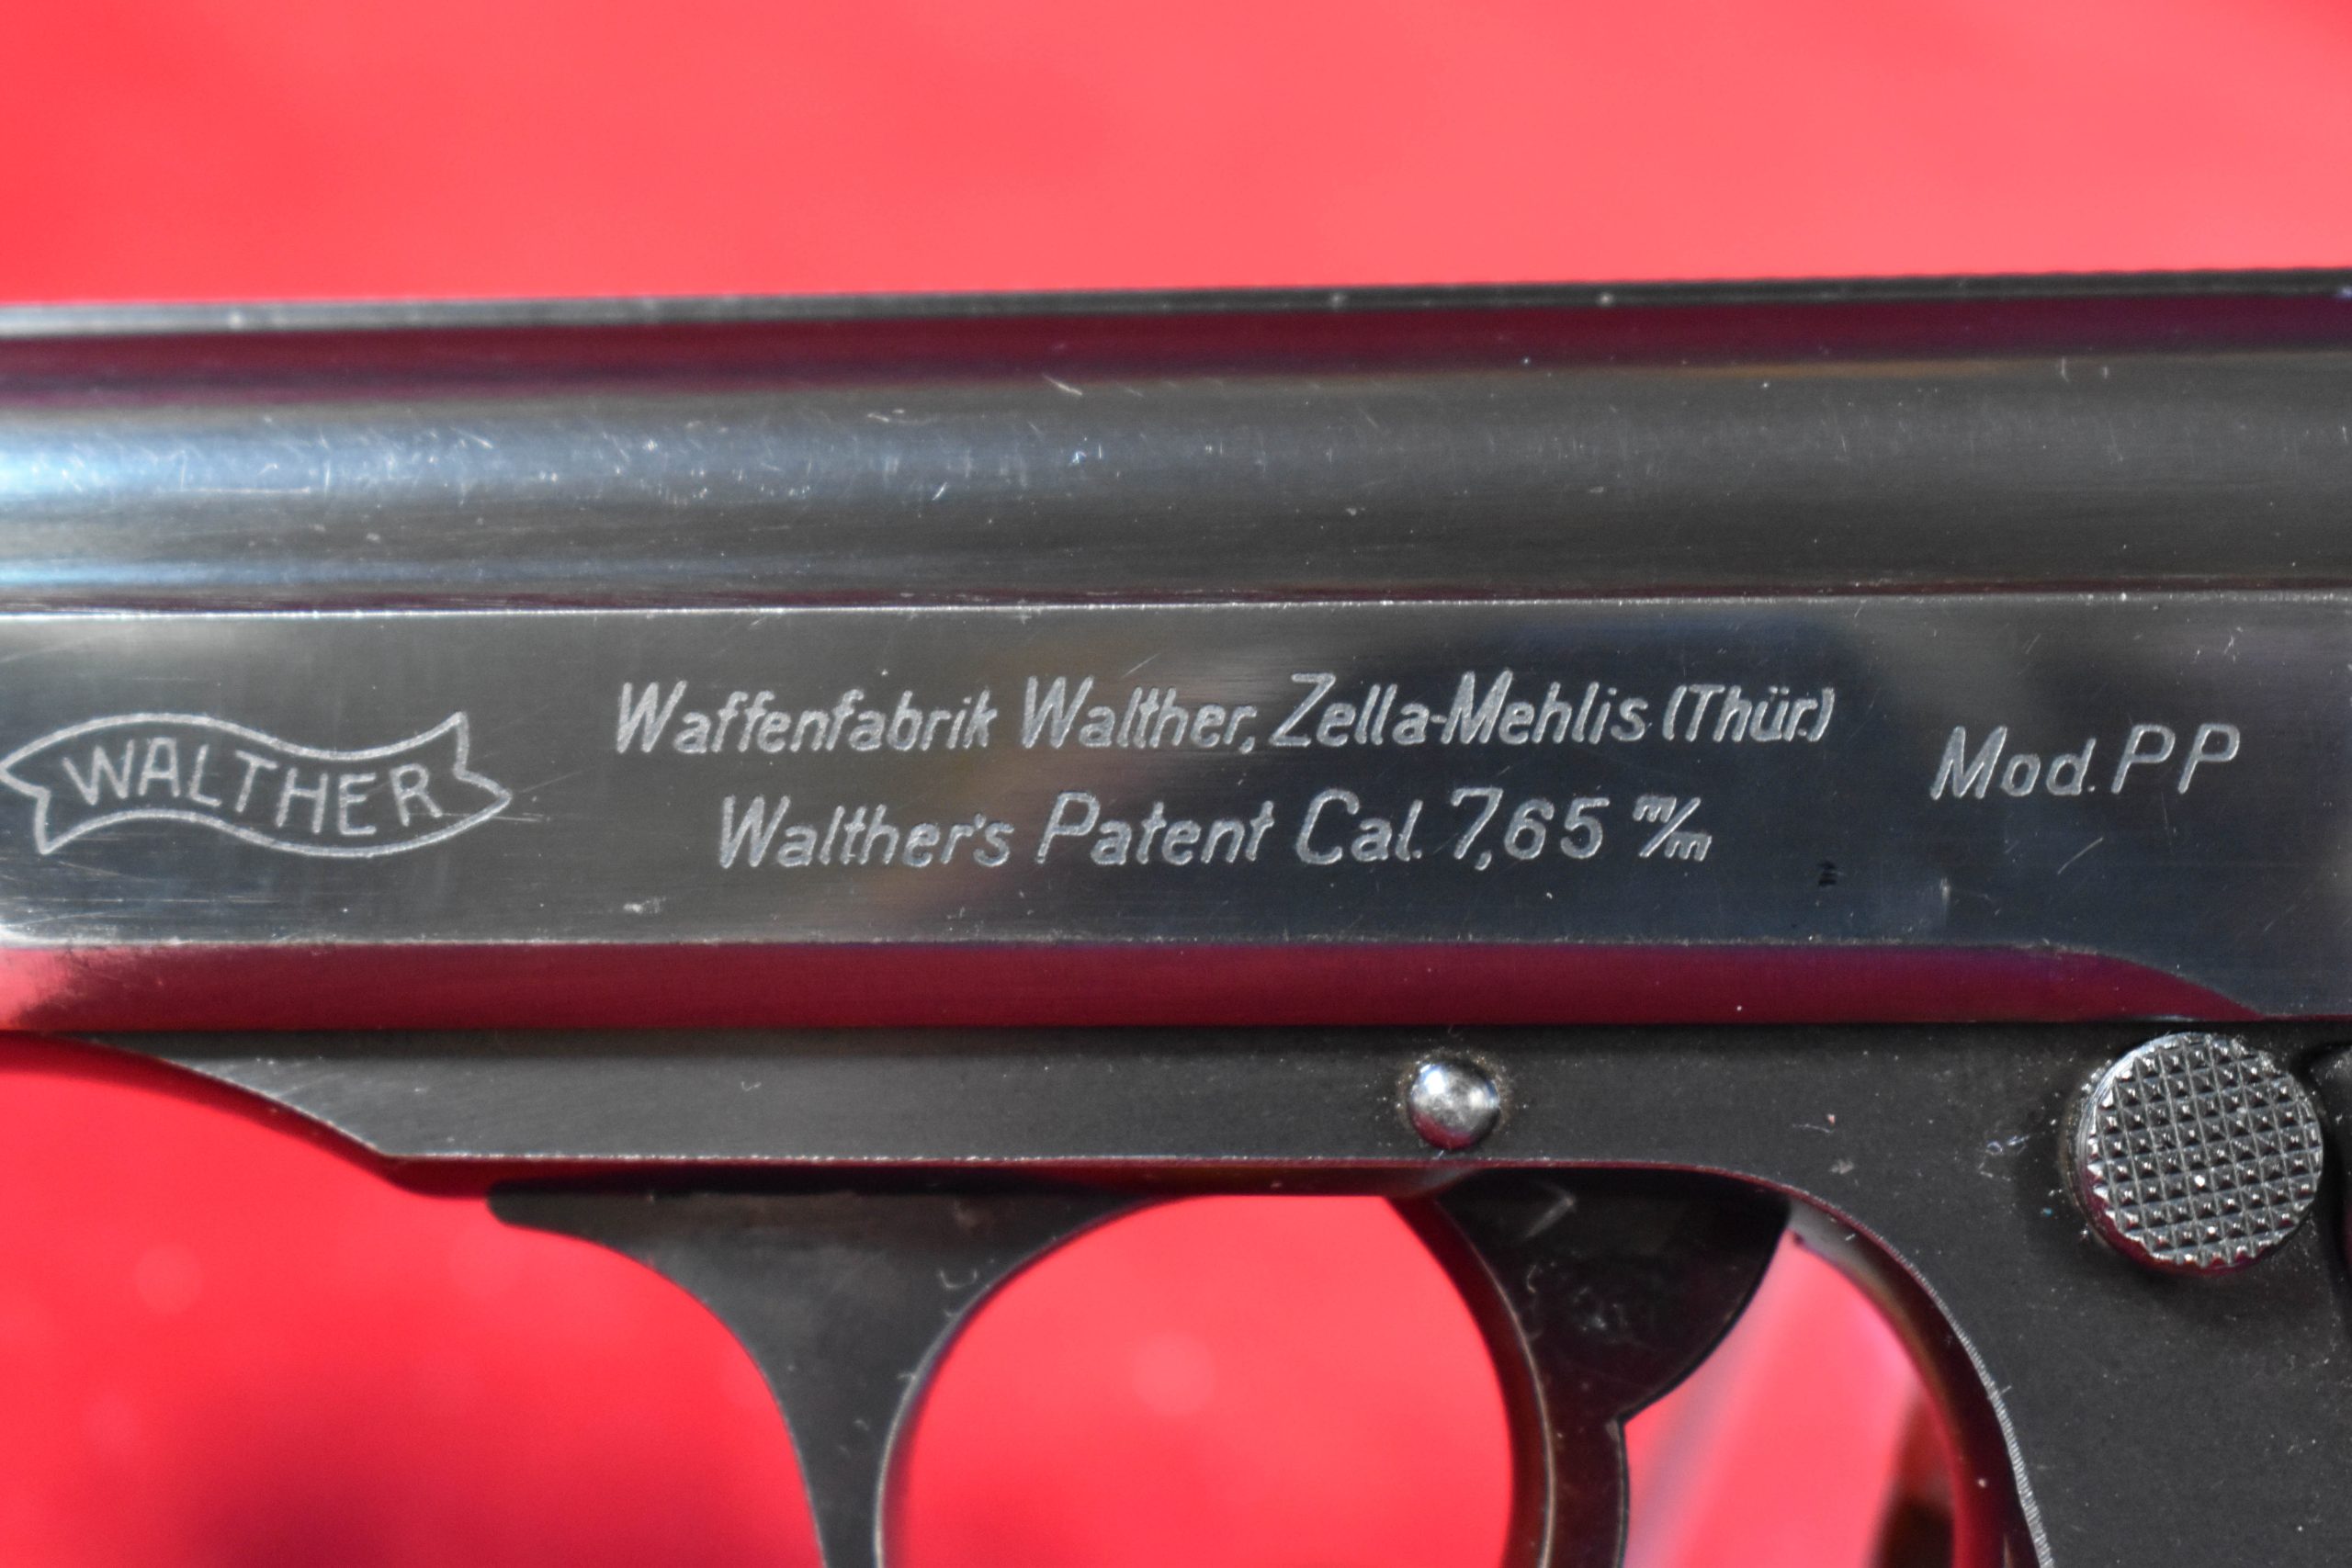 WALTHER
Waffenfabrik Walther, Zella-Mehlis (Thür.)
Walther's Patent Cal. 7,65 m/m
Mod. PP